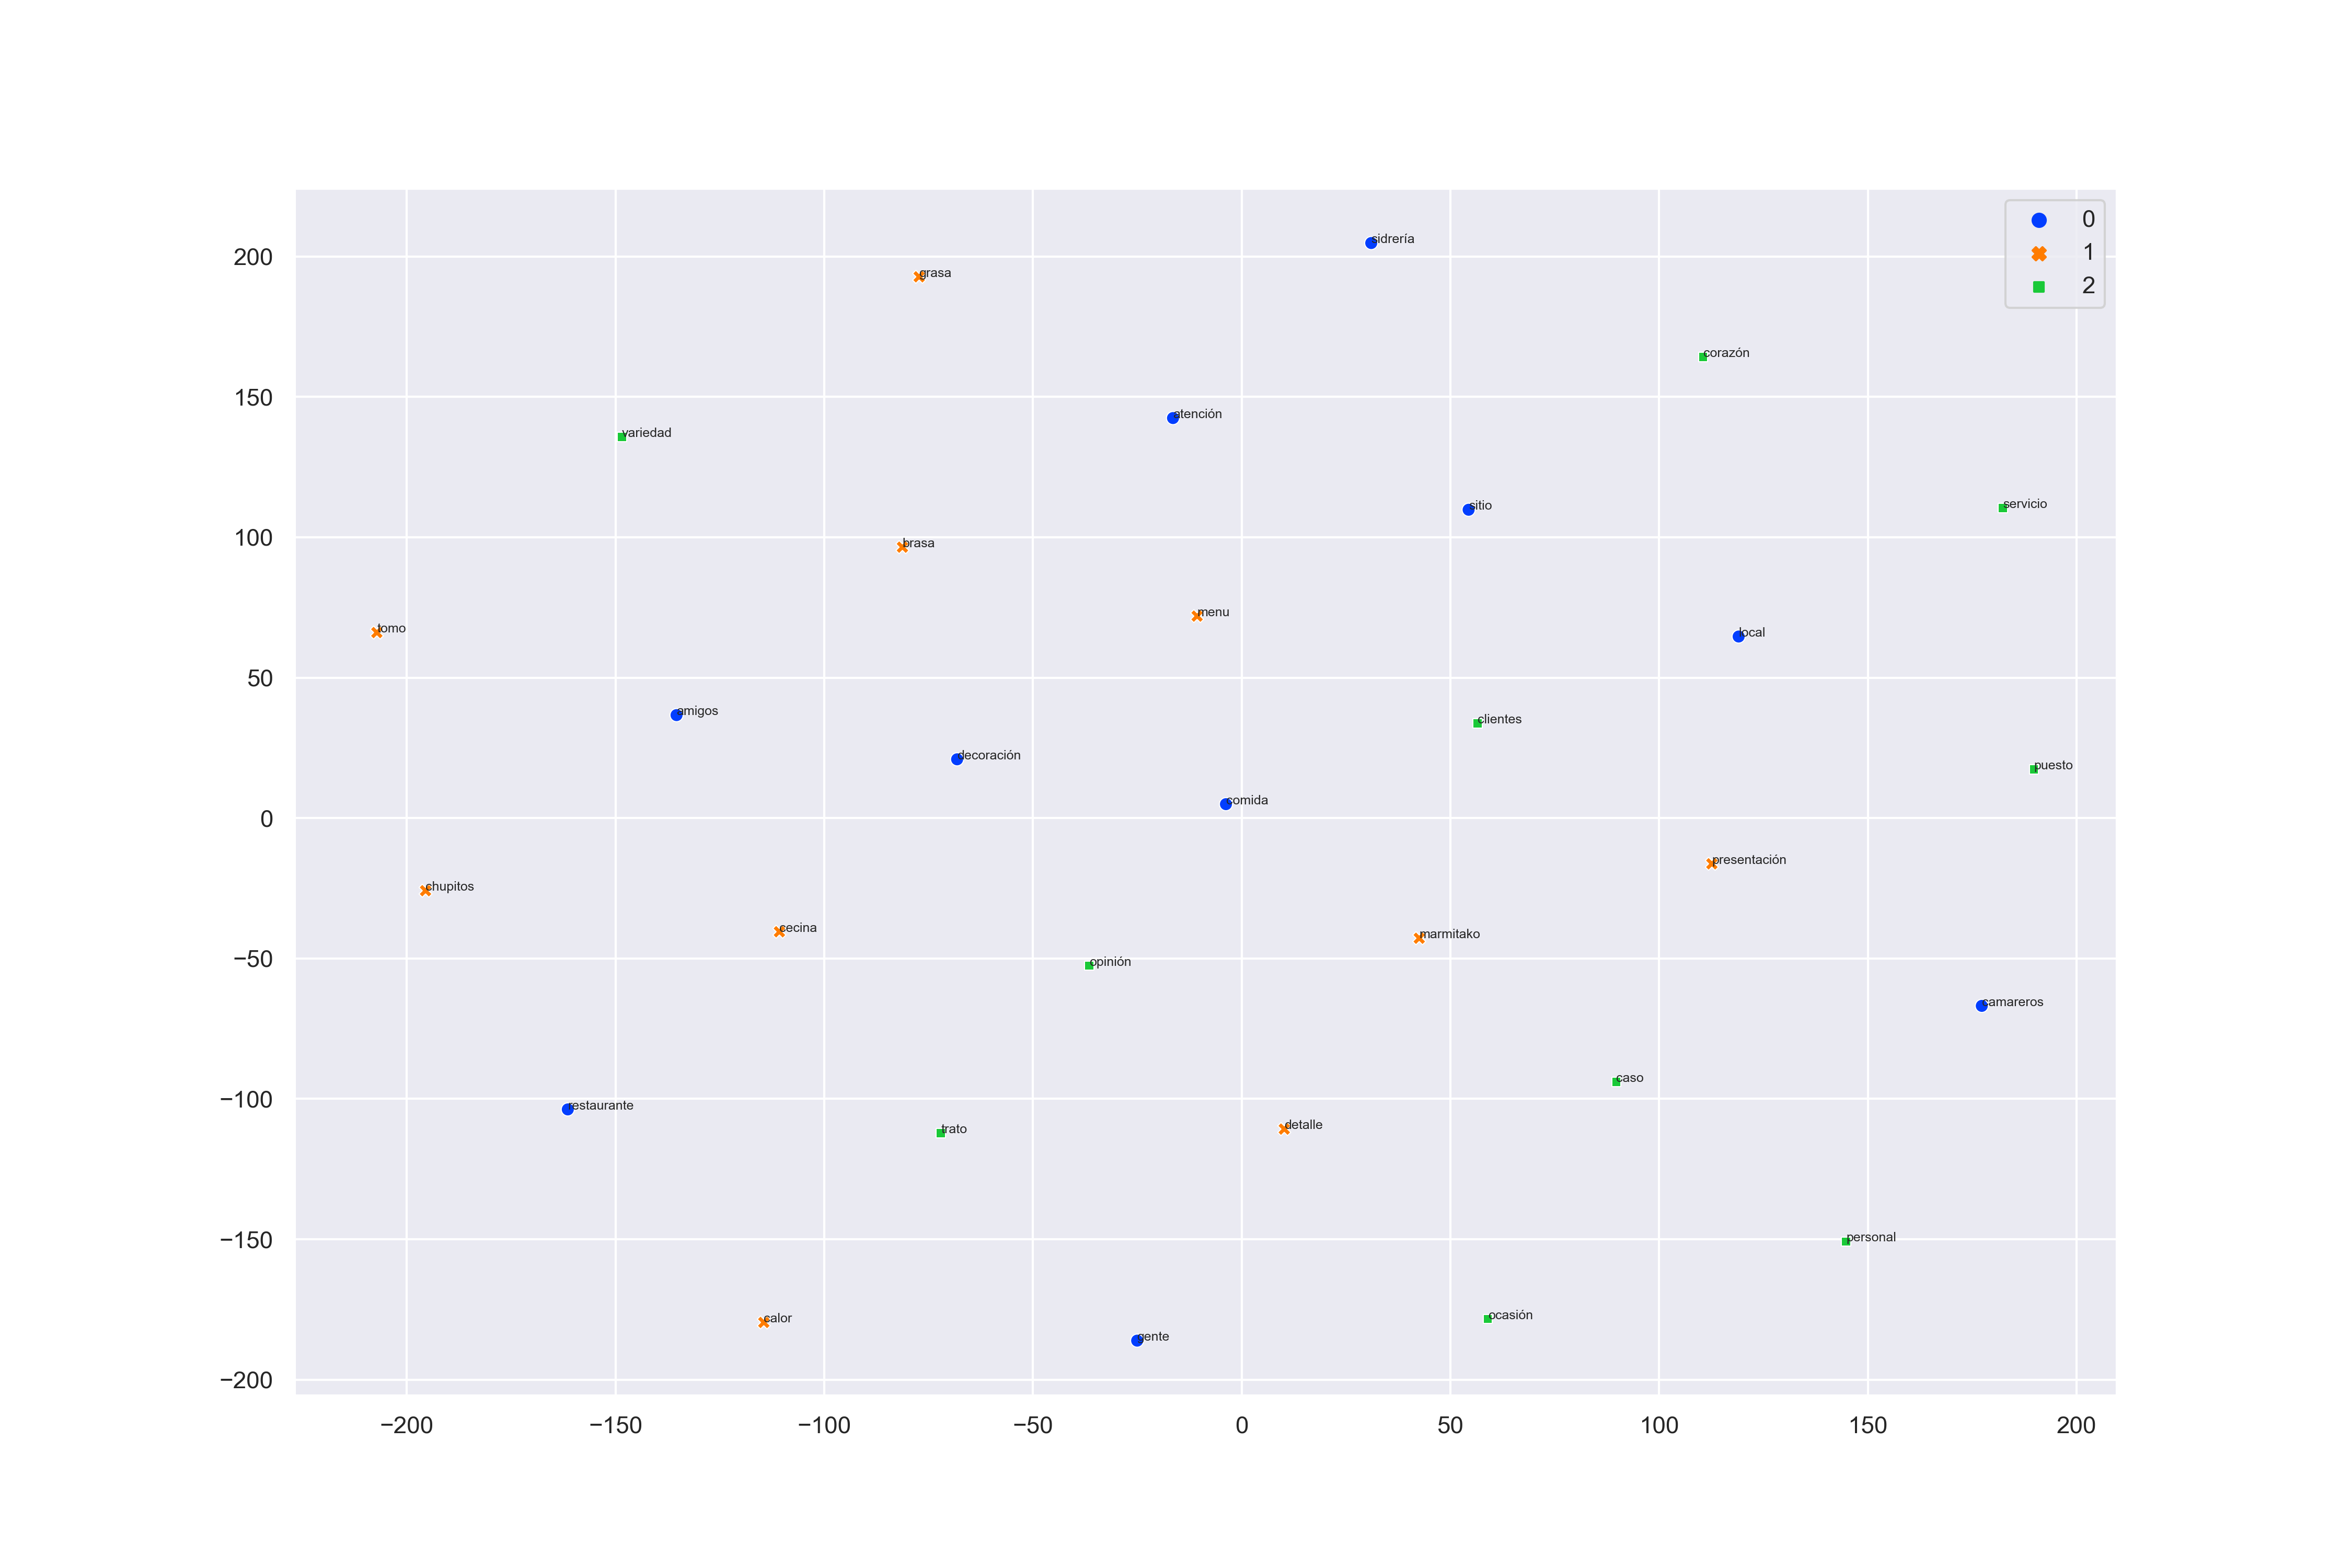 sidrería
0
grasa
1
200
2
corazón
150
atención
variedad
sitio
servicio
100
brasa
menu
lomo
local
50
amigos
clientes
decoración
puesto
comida
0
presentación
chupitos
cecina
marmitako
−50
opinión
camareros
caso
−100
restaurante
trato
detalle
−150
personal
calor
ocasión
gente
−200
−200 −150 −100 −50 0 50 100 150 200